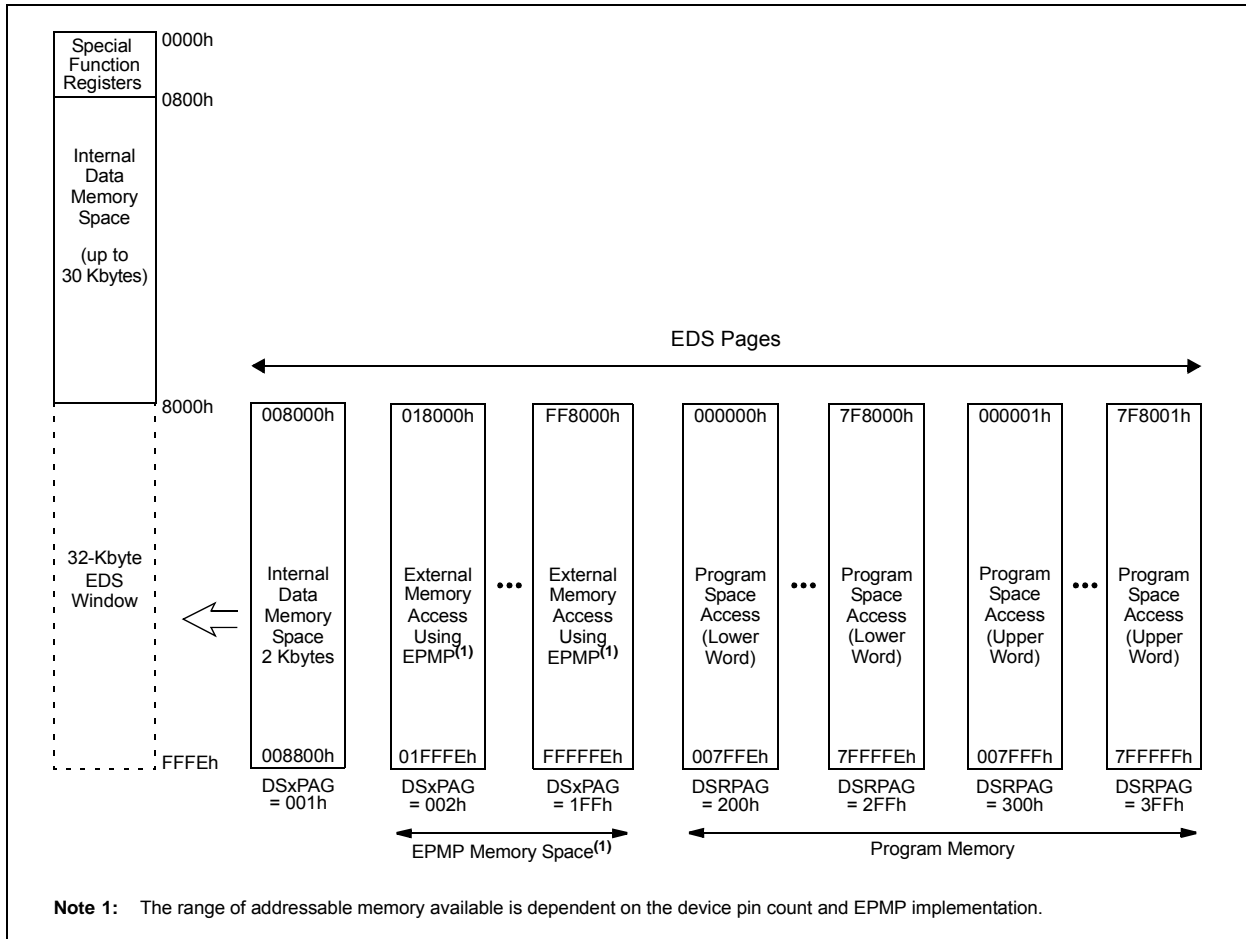 Special
Function
Registers
0000h
0800h
Internal
Data
Memory
Space
(up to
30 Kbytes)
EDS Pages
8000h
32-Kbyte
EDS
Window
FFFEh
008000h
Internal
Data
Memory
Space
2 Kbytes
008800h
DSxPAG
= 001h
018000h
External
Memory
Access
Using
EPMP(1)
01FFFEh
DSxPAG
= 002h
•••
FF8000h
External
Memory
Access
Using
EPMP(1)
FFFFFEh
DSxPAG
= 1FFh
EPMP Memory Space(1)
000000h
Program
Space
Access
(Lower
Word)
007FFEh
DSRPAG
= 200h
•••
7F8000h
Program
Space
Access
(Lower
Word)
7FFFFEh
DSRPAG
= 2FFh
000001h
Program
Space
Access
(Upper
Word)
007FFFh
DSRPAG
= 300h
•••
7F8001h
Program
Space
Access
(Upper
Word)
7FFFFFh
DSRPAG
= 3FFh
Program Memory
Note 1: The range of addressable memory available is dependent on the device pin count and EPMP implementation.